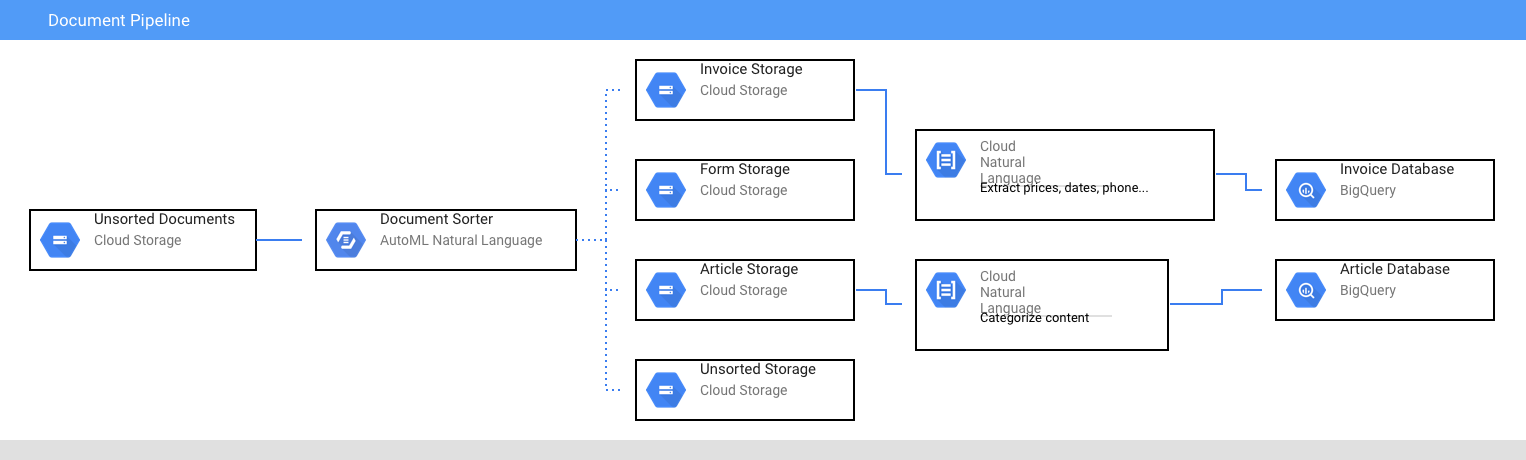 Document Pipeline
Unsorted Documents
Cloud Storage
Document Sorter
AutoML Natural Language
Invoice Storage
Cloud Storage
Form Storage
Cloud Storage
Article Storage
Cloud Storage
Unsorted Storage
Cloud Storage
Cloud
Natural
Language
Extract prices, dates, phone...
Cloud
Natural
Language
Categorize content
Invoice Database
BigQuery
Article Database
BigQuery